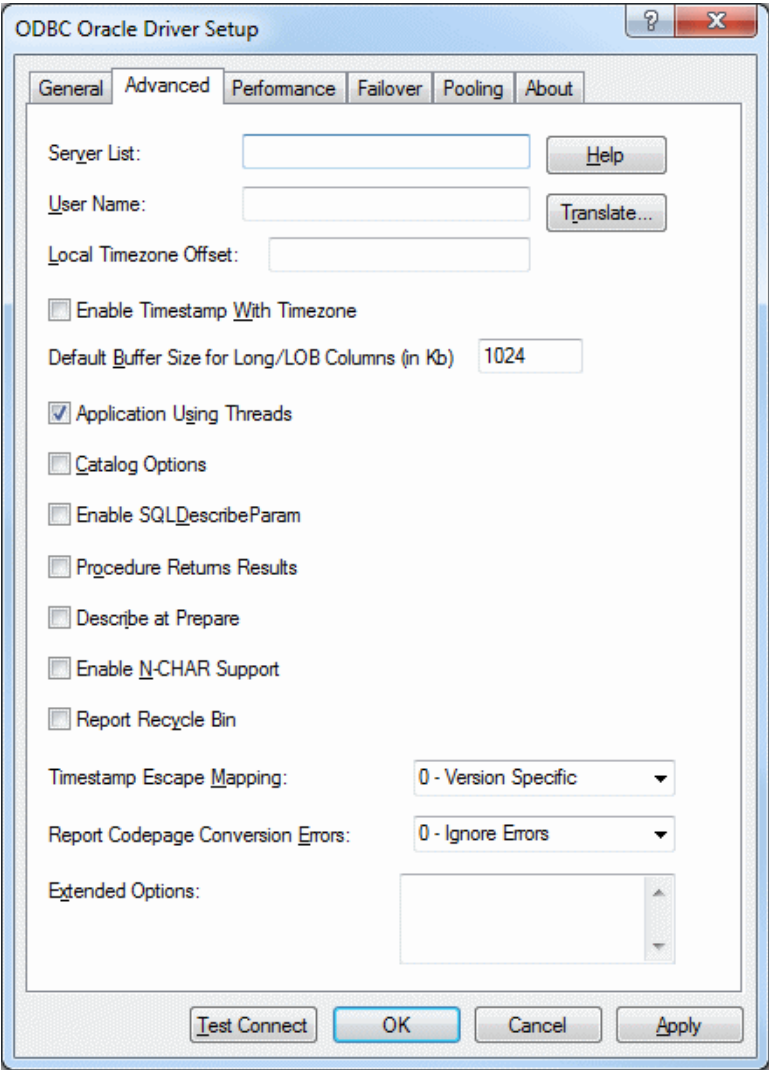 ODBC Oracle Driver Setup
General Advanced Performance Failover Pooling About
Server List:
Help
User Name:
Translate...
Local Timezone Offset:
Enable Timestamp With Timezone
Default Buffer Size for Long/LOB Columns (in Kb) 1024
Application Using Threads
Catalog Options
Enable SQLDescribeParam
Procedure Returns Results
Describe at Prepare
Enable N-CHAR Support
Report Recycle Bin
Timestamp Escape Mapping: 0 - Version Specific
Report Codepage Conversion Errors: 0 - Ignore Errors
Extended Options:
Test Connect OK Cancel Apply